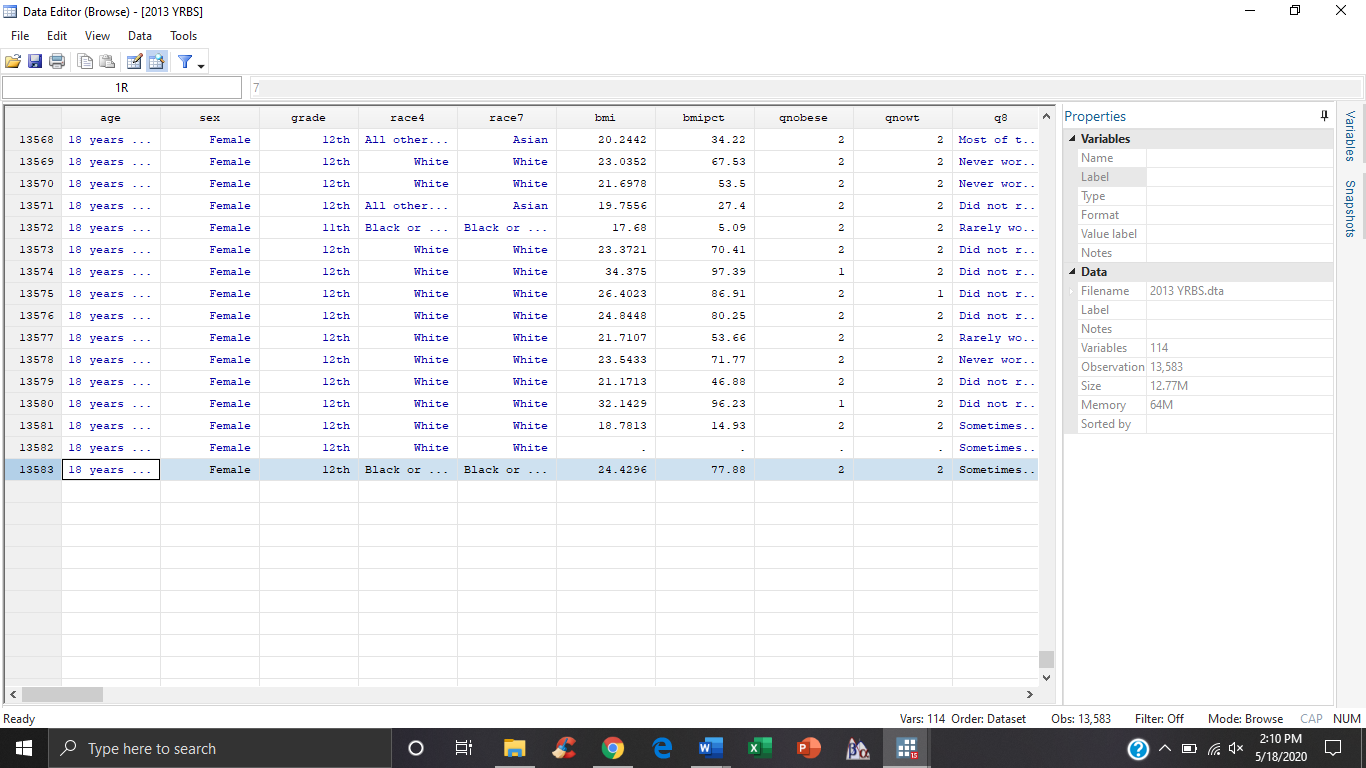 Data Editor (Browse) - [2013 YRBS]
File Edit View Data Tools
1R 7
age sex grade race4 race7 bmi bmipct qnobese qnowt q8
13568 18 years ... Female 12th All other... Asian 20.2442 34.22 2 2 Most of t..
13569 18 years ... Female 12th White White 23.0352 67.53 2 2 Never wor..
13570 18 years ... Female 12th White White 21.6978 53.5 2 2 Never wor..
13571 18 years ... Female 12th All other... Asian 19.7556 27.4 2 2 Did not r..
13572 18 years ... Female 11th Black or ... Black or ... 17.68 5.09 2 2 Rarely wo..
13573 18 years ... Female 12th White White 23.3721 70.41 2 2 Did not r..
13574 18 years ... Female 12th White White 34.375 97.39 1 2 Did not r..
13575 18 years ... Female 12th White White 26.4023 86.91 2 1 Did not r..
13576 18 years ... Female 12th White White 24.8448 80.25 2 2 Did not r..
13577 18 years ... Female 12th White White 21.7107 53.66 2 2 Rarely wo..
13578 18 years ... Female 12th White White 23.5433 71.77 2 2 Never wor..
13579 18 years ... Female 12th White White 21.1713 46.88 2 2 Did not r..
13580 18 years ... Female 12th White White 32.1429 96.23 1 2 Did not r..
13581 18 years ... Female 12th White White 18.7813 14.93 2 2 Sometimes..
13582 18 years ... Female 12th White White . . . . Sometimes..
13583 18 years ... Female 12th Black or ... Black or ... 24.4296 77.88 2 2 Sometimes..
Properties
Variables
Name
Label
Type
Format
Value label
Notes
Data
Filename 2013 YRBS.dta
Label
Notes
Variables 114
Observation 13,583
Size 12.77M
Memory 64M
Sorted by
Variables
Snapshots
Ready Vars: 114 Order: Dataset Obs: 13,583 Filter: Off Mode: Browse CAP NUM
Type here to search
2:10 PM
5/18/2020